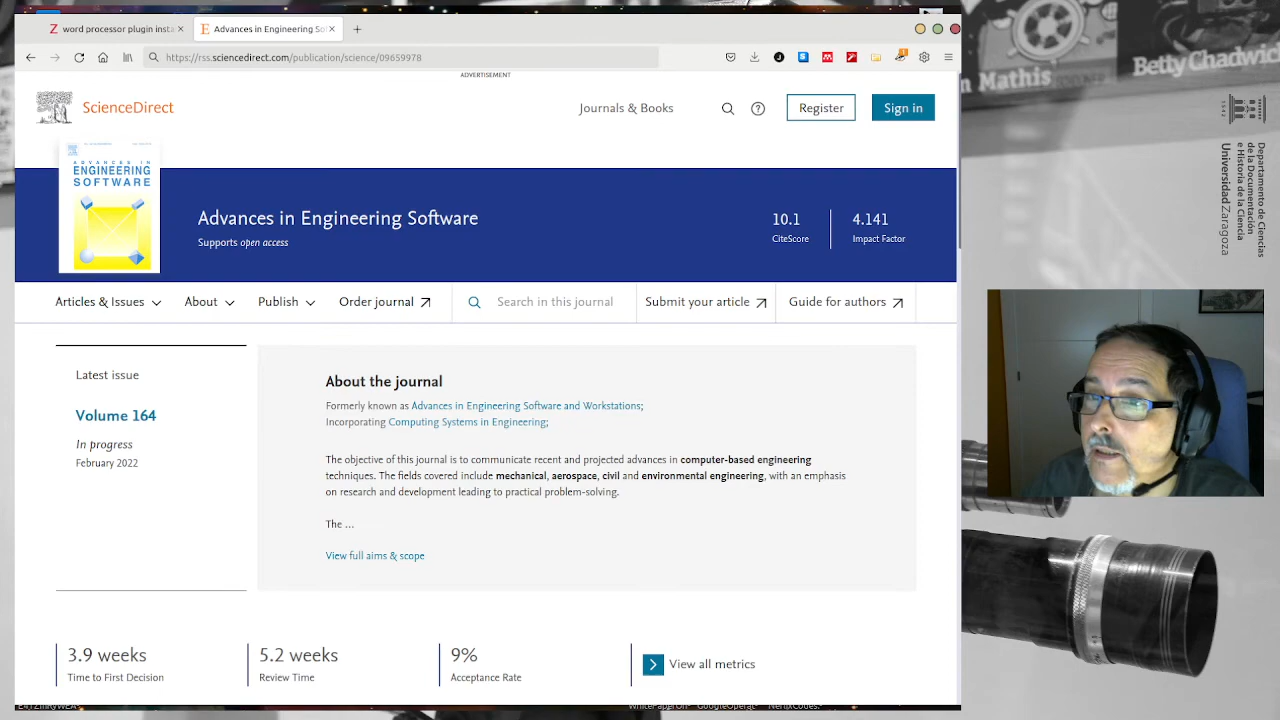 word processor plugin insta
Advances in Engineering Sof
https://rss.sciencedirect.com/publication/science/09659978
ADVERTISEMENT
ScienceDirect
Journals & Books
Register
Sign in
ADVANCES IN
ENGINEERING
SOFTWARE
Advances in Engineering Software
Supports open access
10.1
CiteScore
4.141
Impact Factor
Articles & Issues
About
Publish
Order journal
Search in this journal
Submit your article
Guide for authors
Latest issue
Volume 164
In progress
February 2022
About the journal
Formerly known as Advances in Engineering Software and Workstations;
Incorporating Computing Systems in Engineering;
The objective of this journal is to communicate recent and projected advances in computer-based engineering
techniques. The fields covered include mechanical, aerospace, civil and environmental engineering, with an emphasis
on research and development leading to practical problem-solving.
The ...
View full aims & scope
3.9 weeks
Time to First Decision
5.2 weeks
Review Time
9%
Acceptance Rate
View all metrics
n Mathis
Betty Chadwi
Departamento de Ciencias
de la Documentación
e Historia de la Ciencia
Universidad Zaragoza
1542